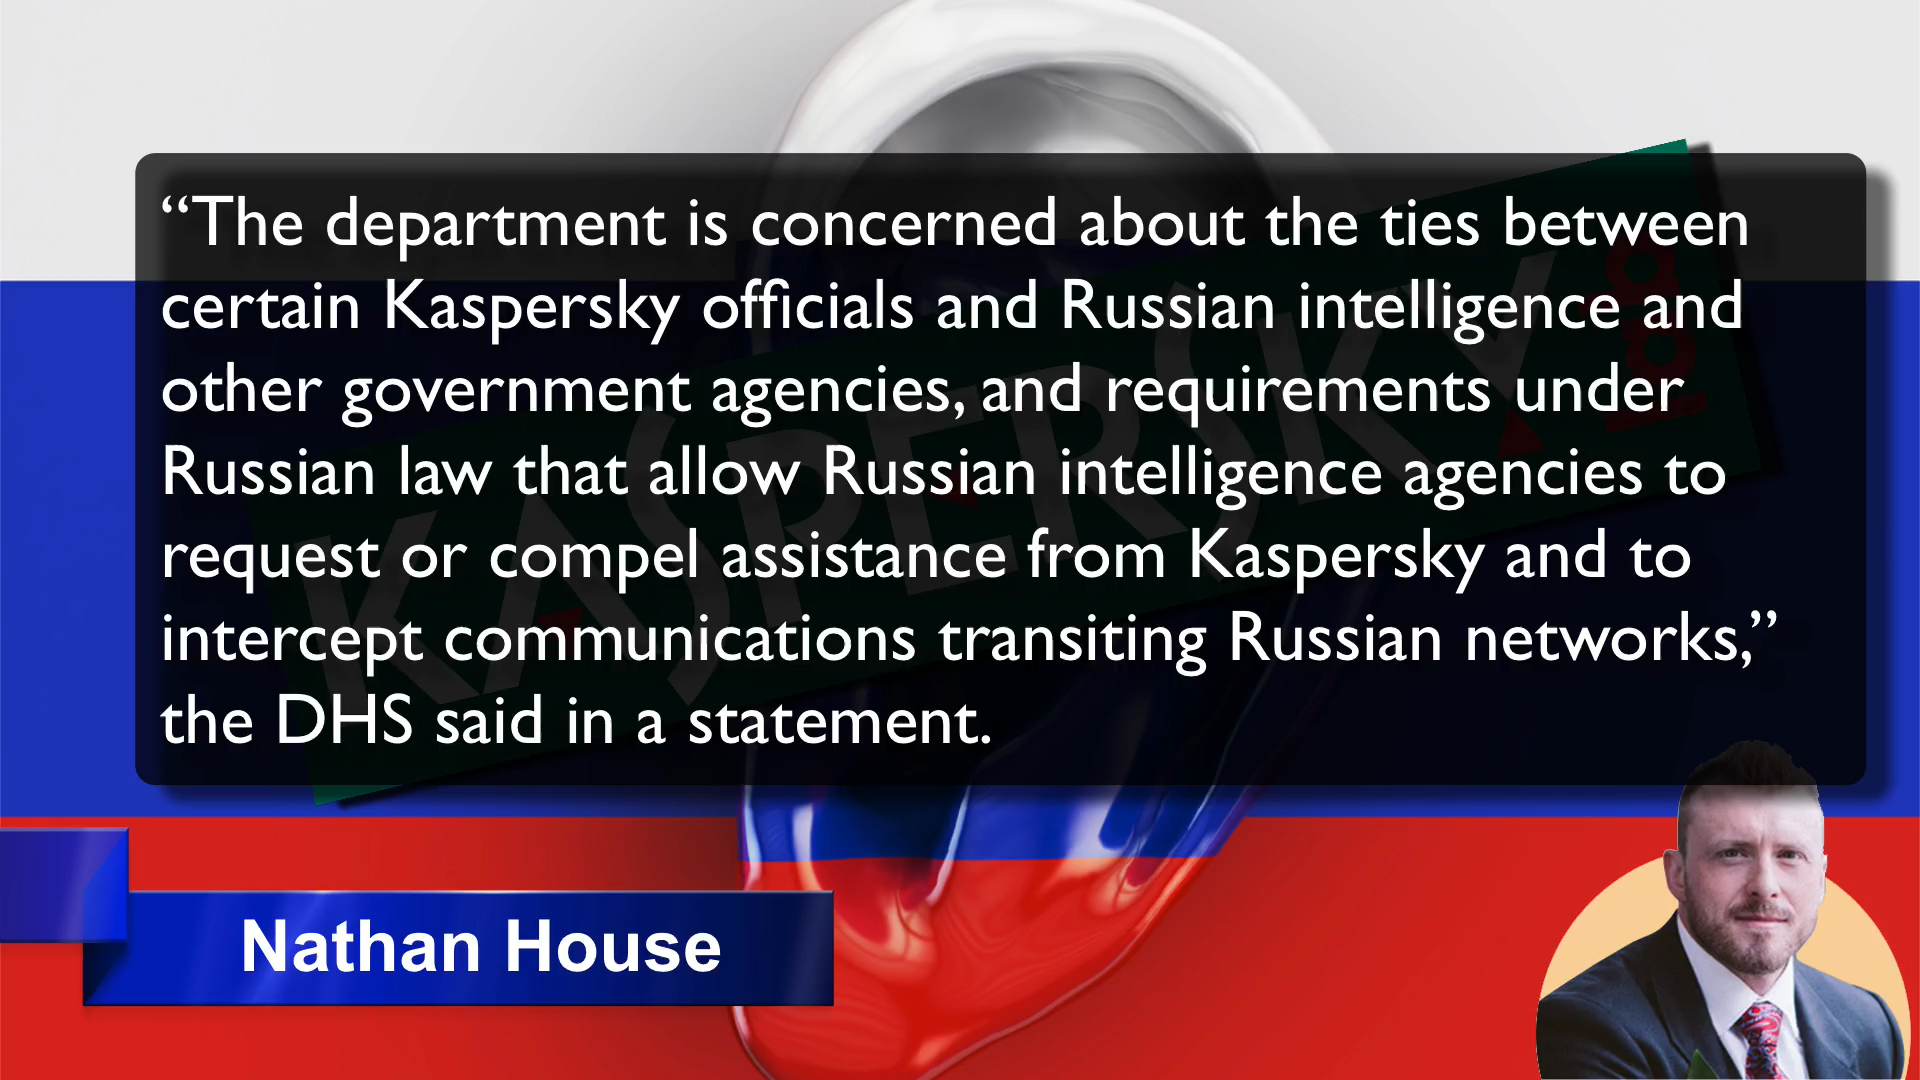 “The department is concerned about the ties between
certain Kaspersky officials and Russian intelligence and
other government agencies, and requirements under
Russian law that allow Russian intelligence agencies to
request or compel assistance from Kaspersky and to
intercept communications transiting Russian networks,”
the DHS said in a statement.
KASPERSKY lab
Nathan House